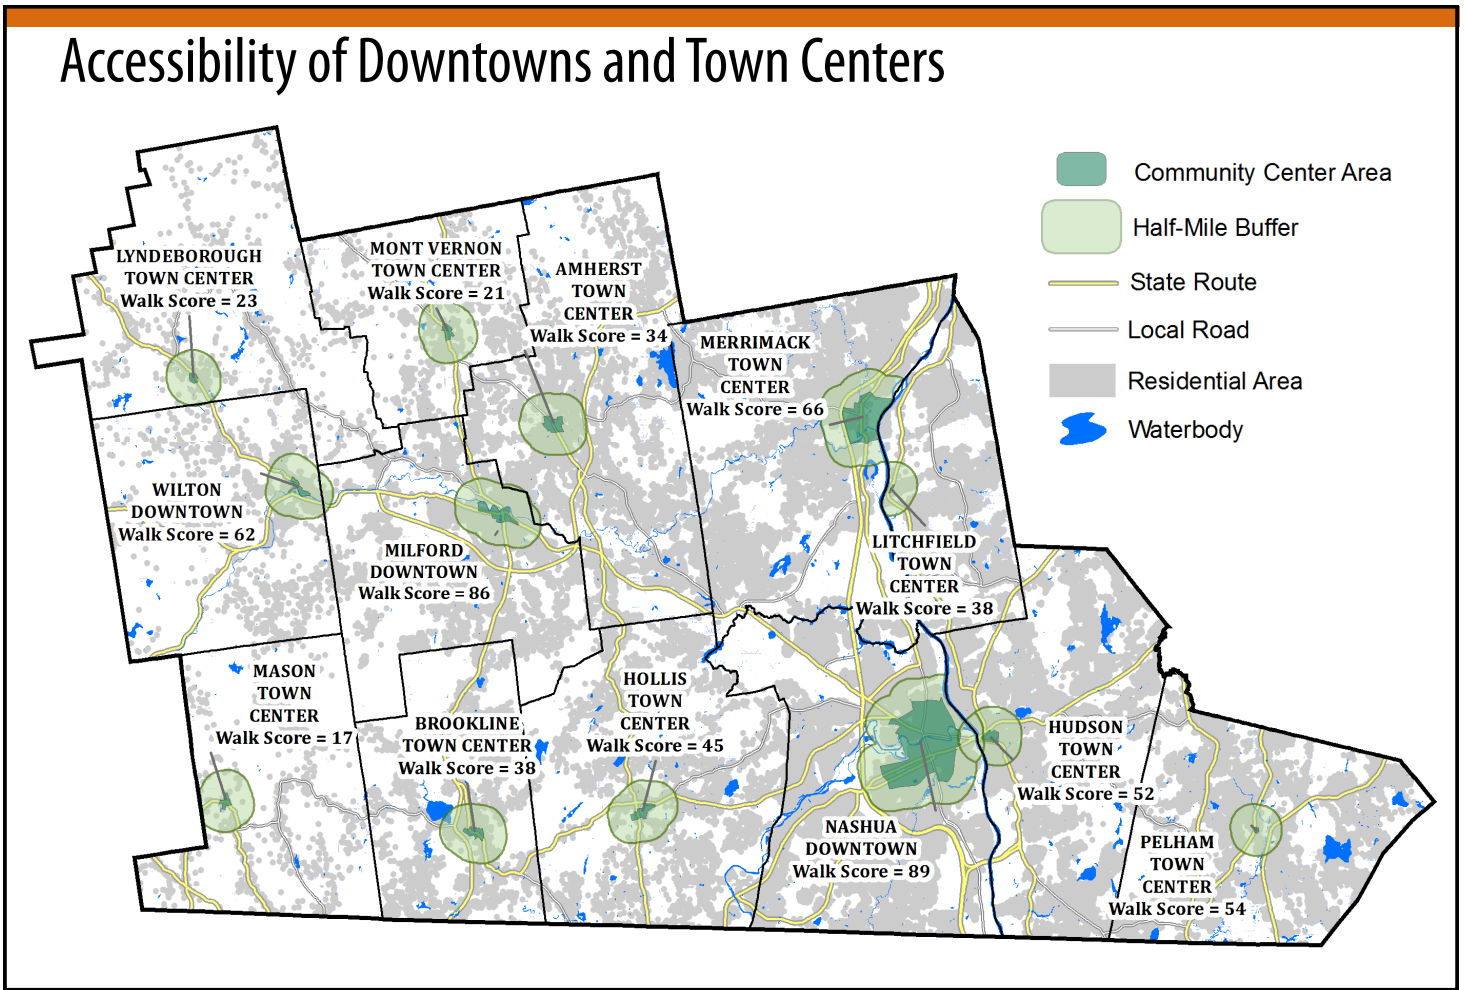 Accessibility of Downtowns and Town Centers
Community Center Area
Half-Mile Buffer
State Route
Local Road
Residential Area
Waterbody
LYNDEBOROUGH
TOWN CENTER
Walk Score = 23
MONT VERNON
TOWN CENTER
Walk Score = 21
AMHERST
TOWN
CENTER
Walk Score = 34
MERRIMACK
TOWN
CENTER
Walk Score = 66
WILTON
DOWNTOWN
Walk Score = 62
MILFORD
DOWNTOWN
Walk Score = 86
LITCHFIELD
TOWN
CENTER
Walk Score = 38
MASON
TOWN
CENTER
Walk Score = 17
BROOKLINE
TOWN CENTER
Walk Score = 38
HOLLIS
TOWN
CENTER
Walk Score = 45
HUDSON
TOWN
CENTER
Walk Score = 52
NASHUA
DOWNTOWN
Walk Score = 89
PELHAM
TOWN
CENTER
Walk Score = 54